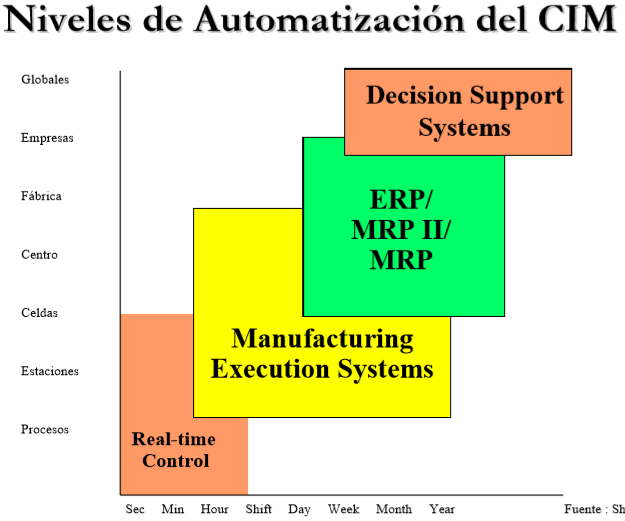 Niveles de Automatización del CIM
Globales
Decision Support
Systems
Empresas
Fábrica
ERP/
MRP II/
MRP
Centro
Celdas
Manufacturing
Execution Systems
Estaciones
Procesos
Real-time
Control
Sec Min Hour Shift Day Week Month Year
Fuente :